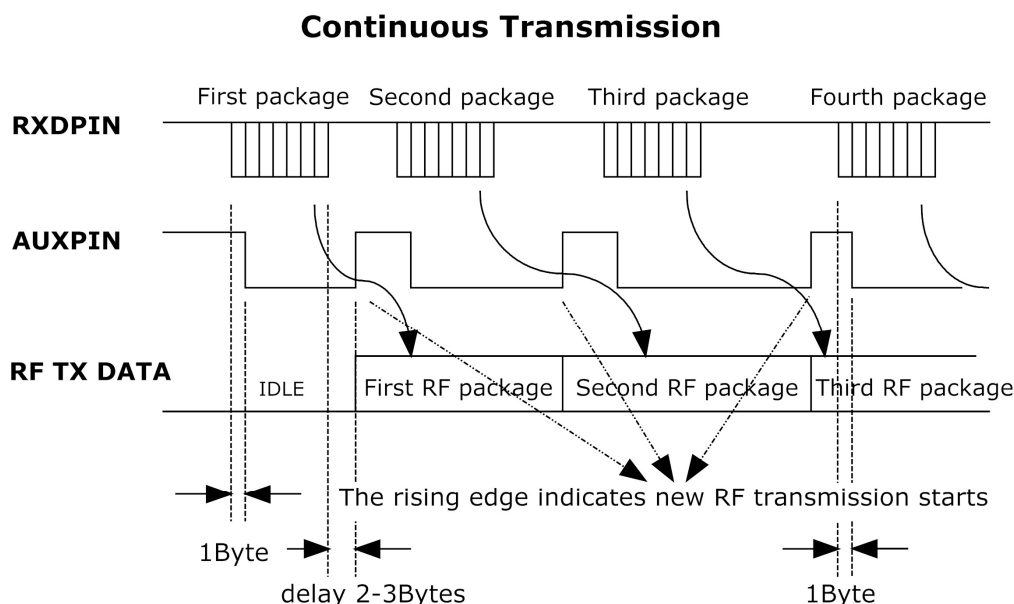 Continuous Transmission
First package Second package Third package Fourth package
RXDPIN
AUXPIN
RF TX DATA
IDLE First RF package Second RF package Third RF package
The rising edge indicates new RF transmission starts
1Byte
delay 2-3Bytes 1Byte